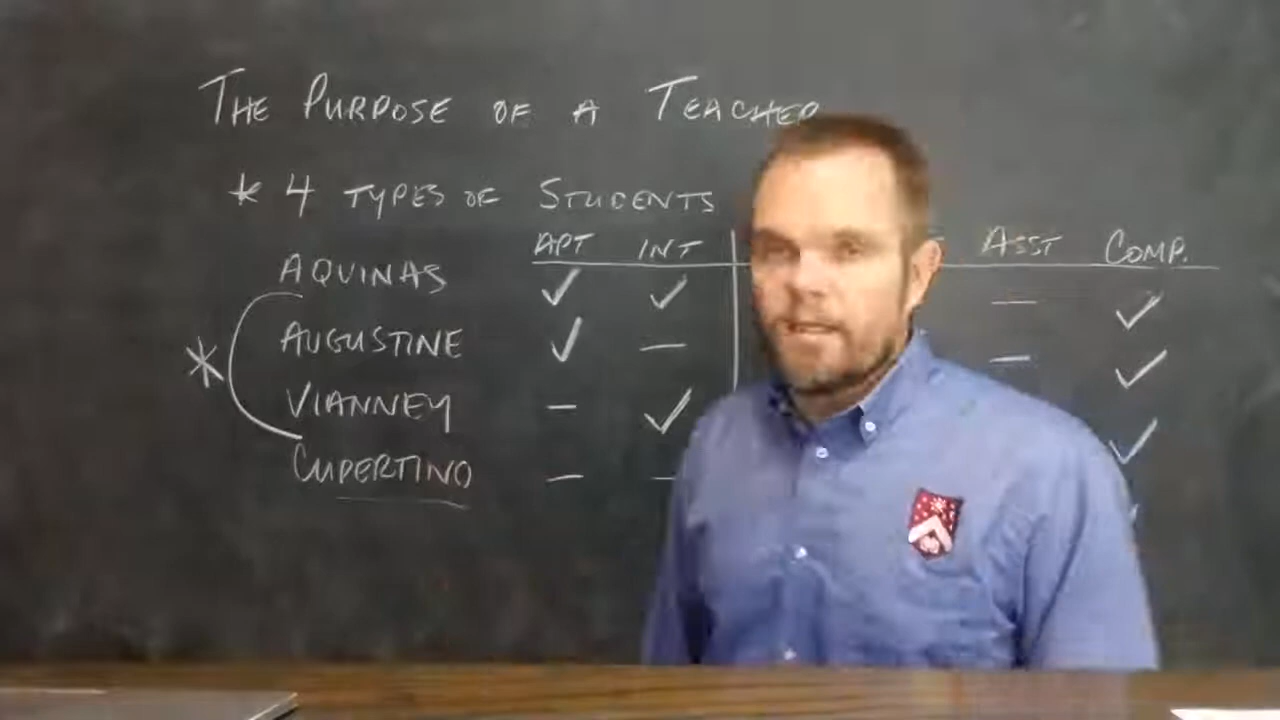 THE PURPOSE OF A TEACHER
* 4 TYPES OF STUDENTS
APT INT ASST COMP.
AQUINAS ✓ ✓ — ✓
* AUGUSTINE ✓ — — ✓
VIANNEY — ✓ ✓
CUPERTINO — —